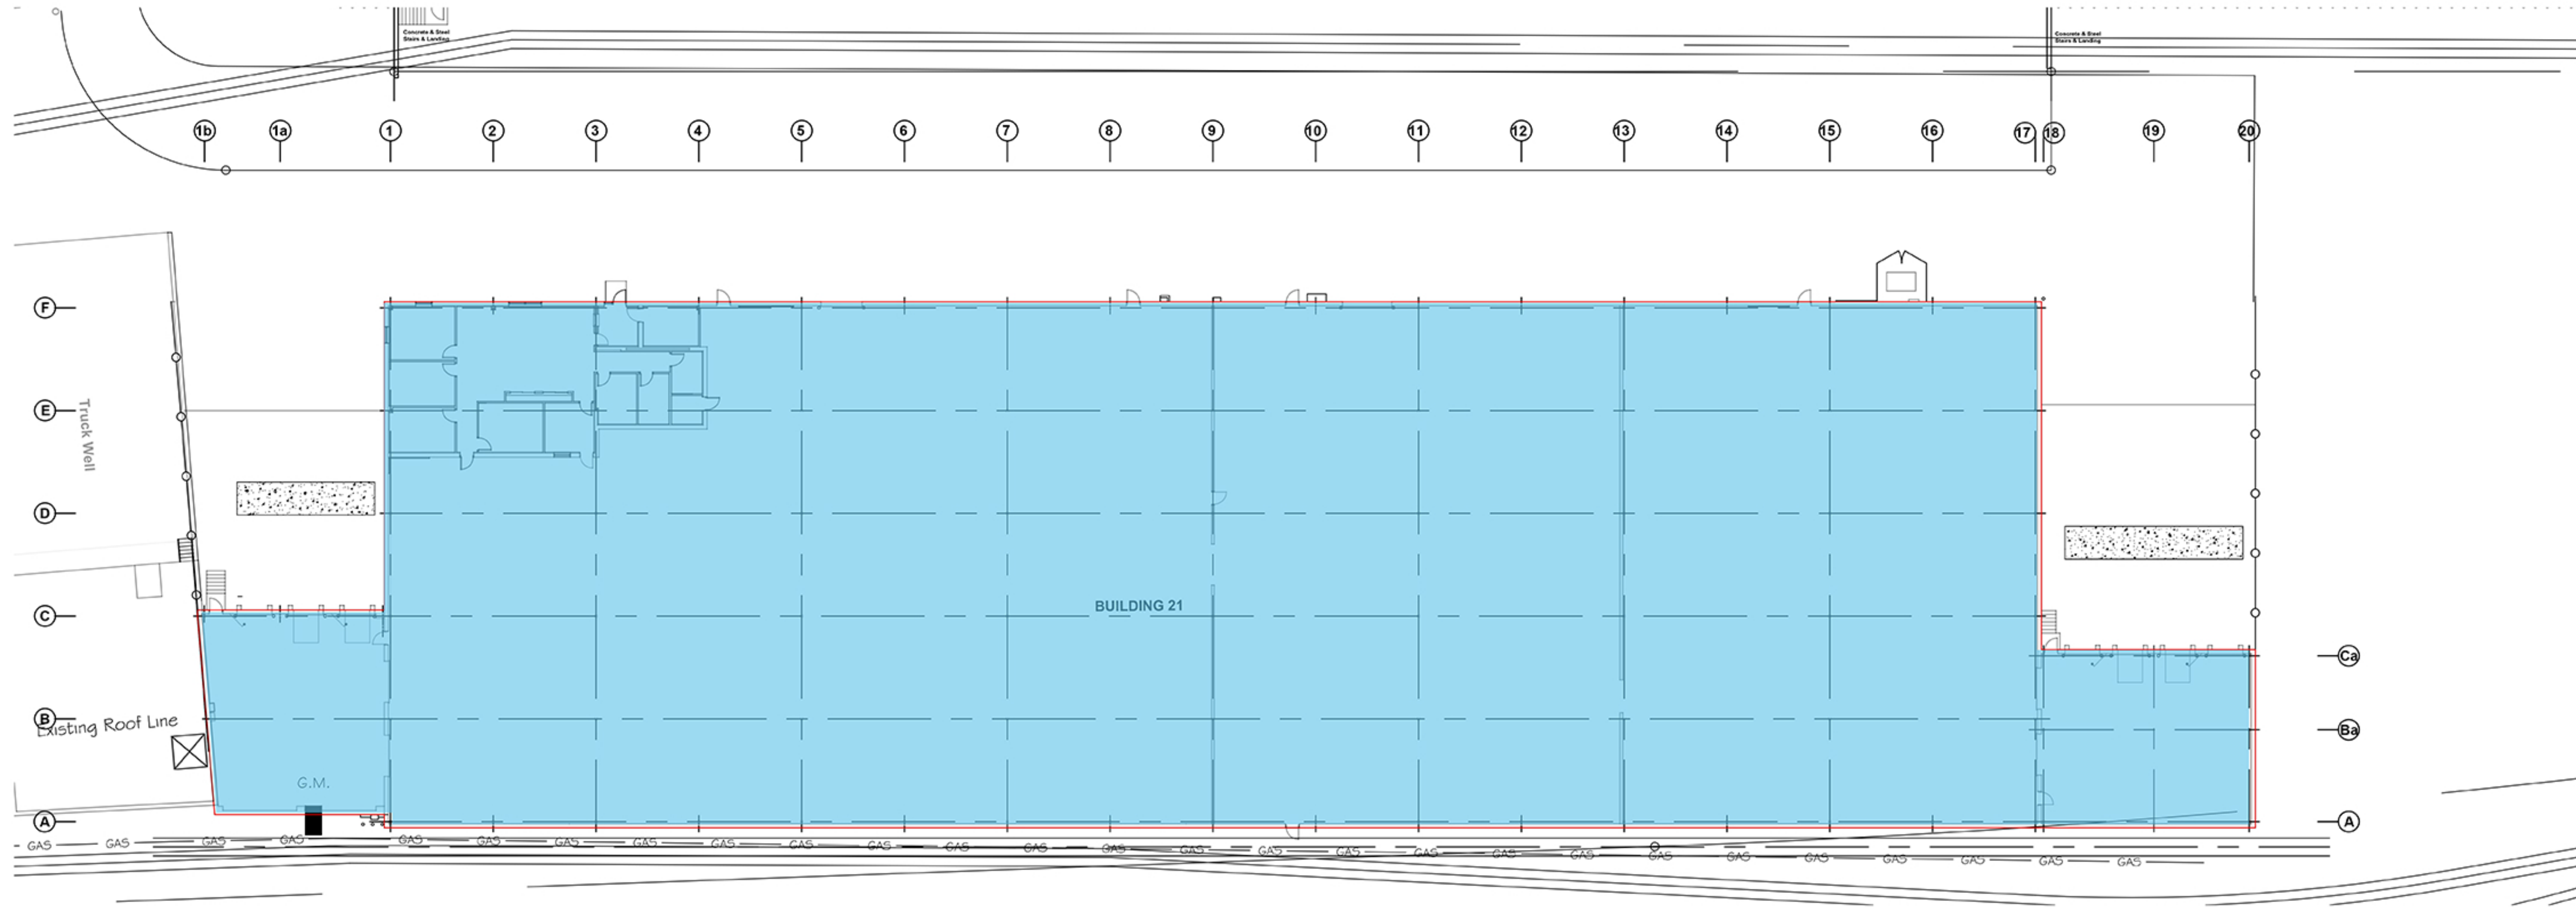 Concrete & Steel
Stairs & Landing
Concrete & Steel
Stairs & Landing
1b 1a 1 2 3 4 5 6 7 8 9 10 11 12 13 14 15 16 17 18 19 20
F
E
Truck Well
D
C
BUILDING 21
Ca
B
Existing Roof Line
Ba
G.M.
A
A
GAS GAS GAS GAS GAS GAS GAS GAS GAS GAS GAS GAS GAS GAS GAS GAS GAS GAS GAS GAS GAS GAS GAS GAS GAS GAS GAS GAS